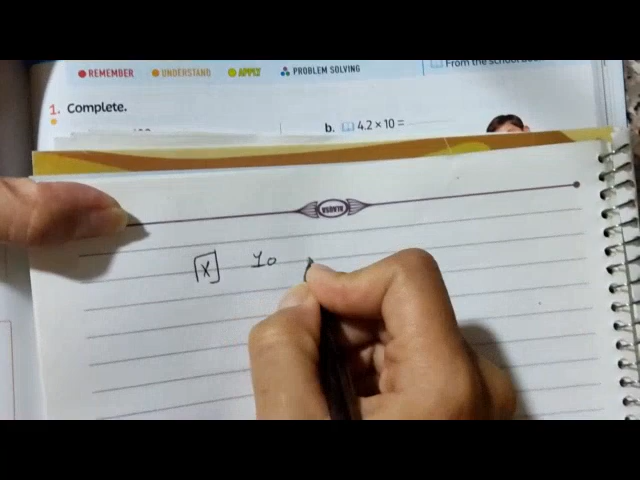 REMEMBER UNDERSTAND APPLY PROBLEM SOLVING
From the school
1. Complete.
b. 4.2 × 10 =
x 10